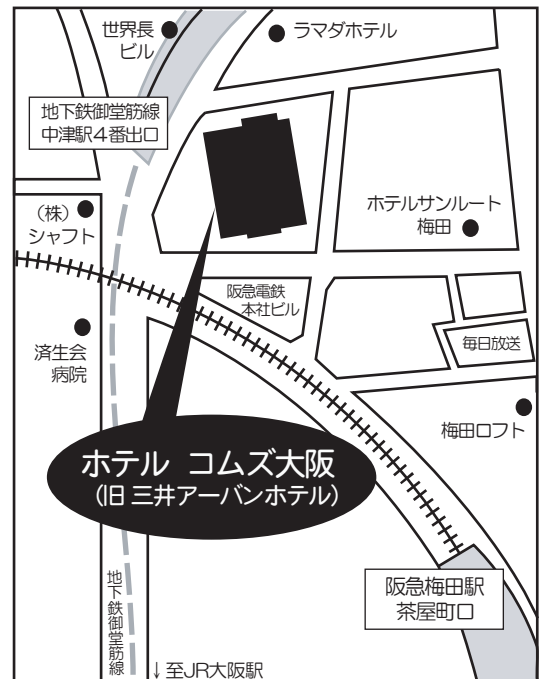 世界長
ビル
ラマダホテル
地下鉄御堂筋線
中津駅4番出口
(株)
シャフト
ホテルサンルート
梅田
阪急電鉄
本社ビル
毎日放送
済生会
病院
梅田ロフト
ホテル コムズ大阪
(旧 三井アーバンホテル)
阪急梅田駅
茶屋町口
地下鉄御堂筋線
↓至JR大阪駅